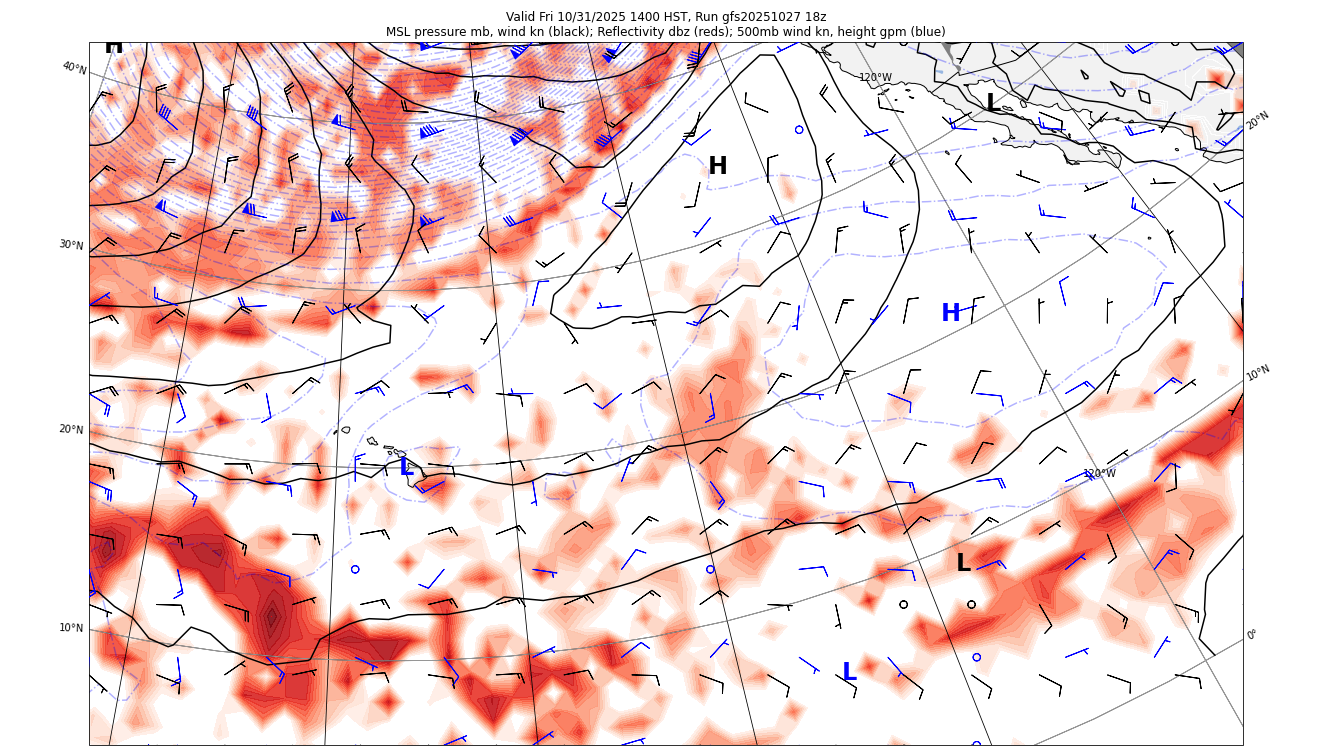 Valid Fri 10/31/2025 1400 HST, Run gfs20251027 18z
MSL pressure mb, wind kn (black); Reflectivity dbz (reds); 500mb wind kn, height gpm (blue)
H
40°N
120°W
L
20°N
H
30°N
H
10°N
20°N
L
120°W
L
10°N
0°
L